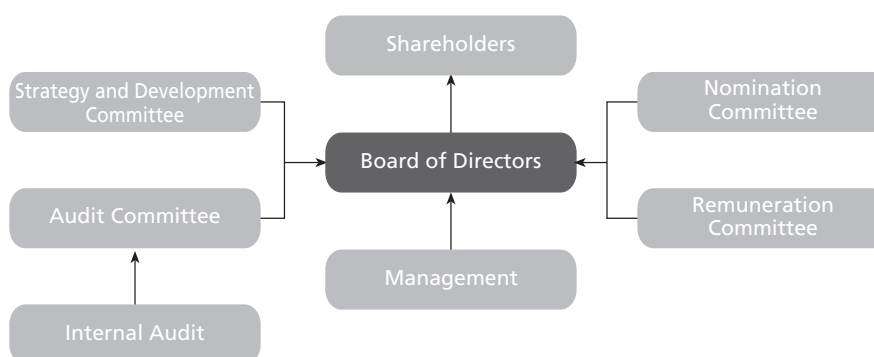 Shareholders
Strategy and Development
Committee
Nomination
Committee
Board of Directors
Audit Committee
Remuneration
Committee
Management
Internal Audit